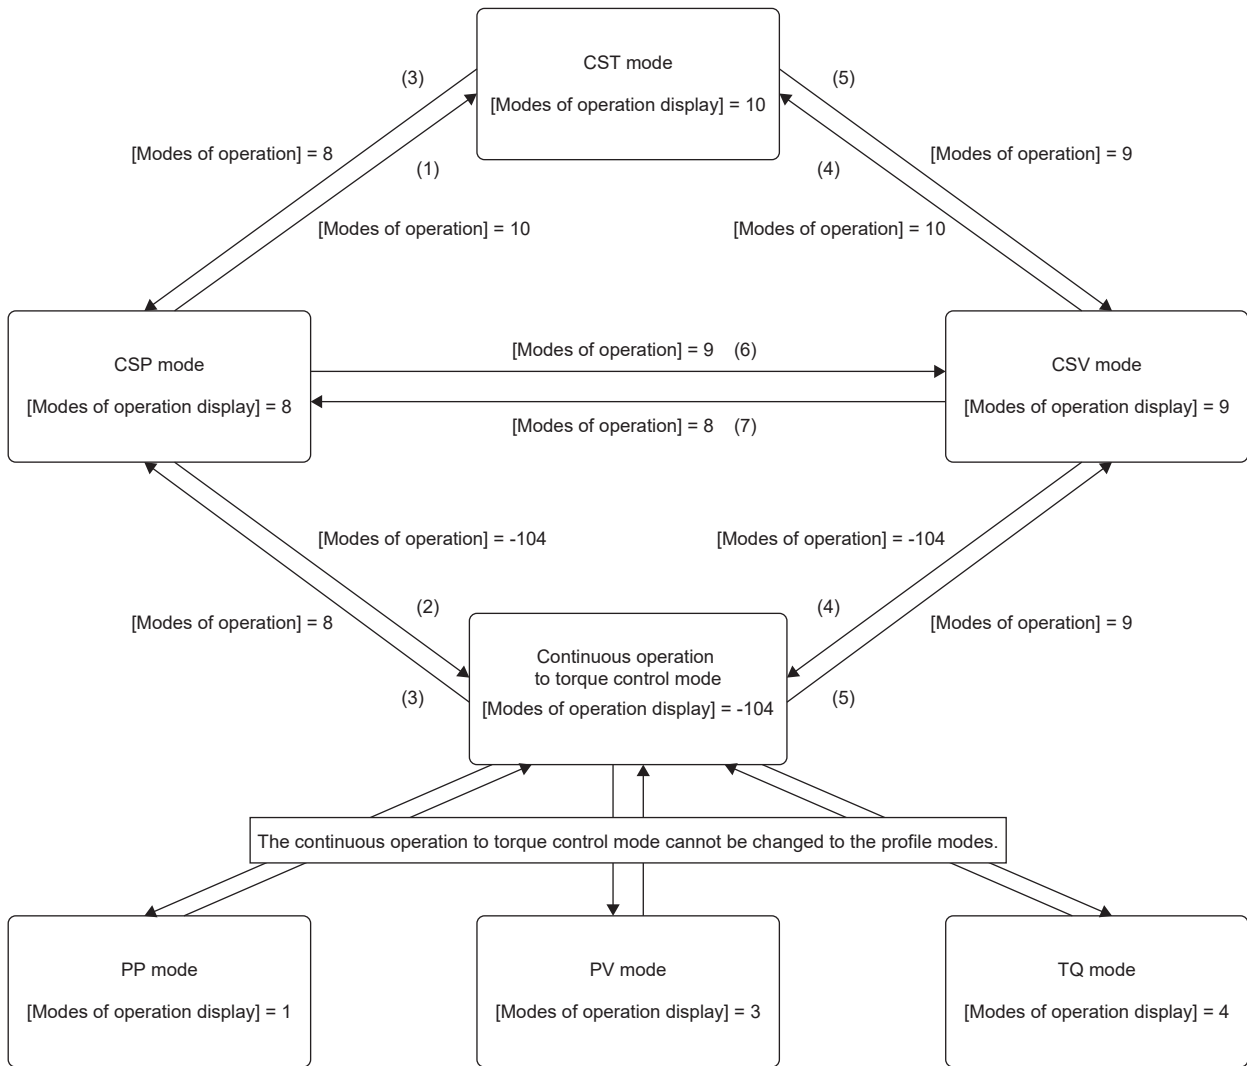 CST mode
[Modes of operation display] = 10
(3)
(5)
[Modes of operation] = 8
[Modes of operation] = 9
(1)
(4)
[Modes of operation] = 10
[Modes of operation] = 10
CSP mode
[Modes of operation display] = 8
[Modes of operation] = 9 (6)
[Modes of operation] = 8 (7)
CSV mode
[Modes of operation display] = 9
[Modes of operation] = -104
[Modes of operation] = -104
(2)
(4)
[Modes of operation] = 8
[Modes of operation] = 9
(3)
(5)
Continuous operation
to torque control mode
[Modes of operation display] = -104
The continuous operation to torque control mode cannot be changed to the profile modes.
PP mode
[Modes of operation display] = 1
PV mode
[Modes of operation display] = 3
TQ mode
[Modes of operation display] = 4